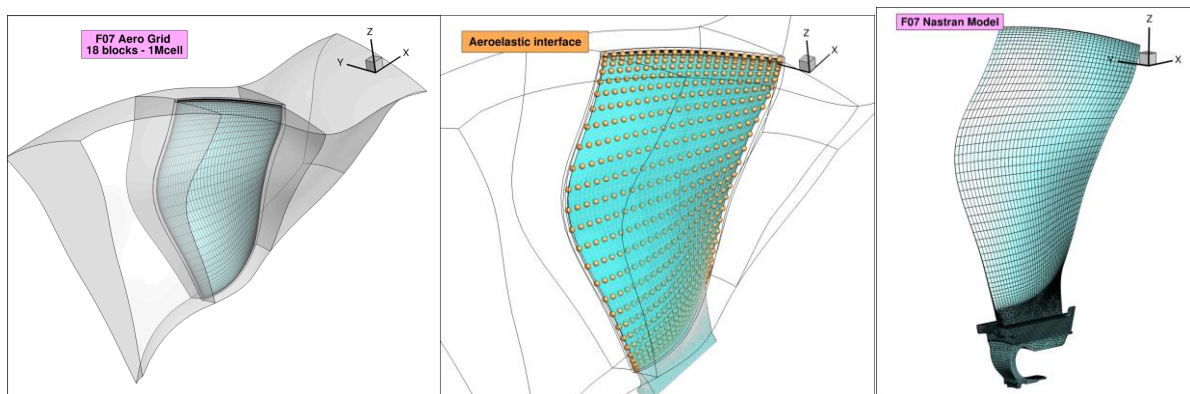 F07 Aero Grid
18 blocks - 1Mcell
Z
Y
X
Aeroelastic interface
Z
Y
X
F07 Nastran Model
Z
Y
X